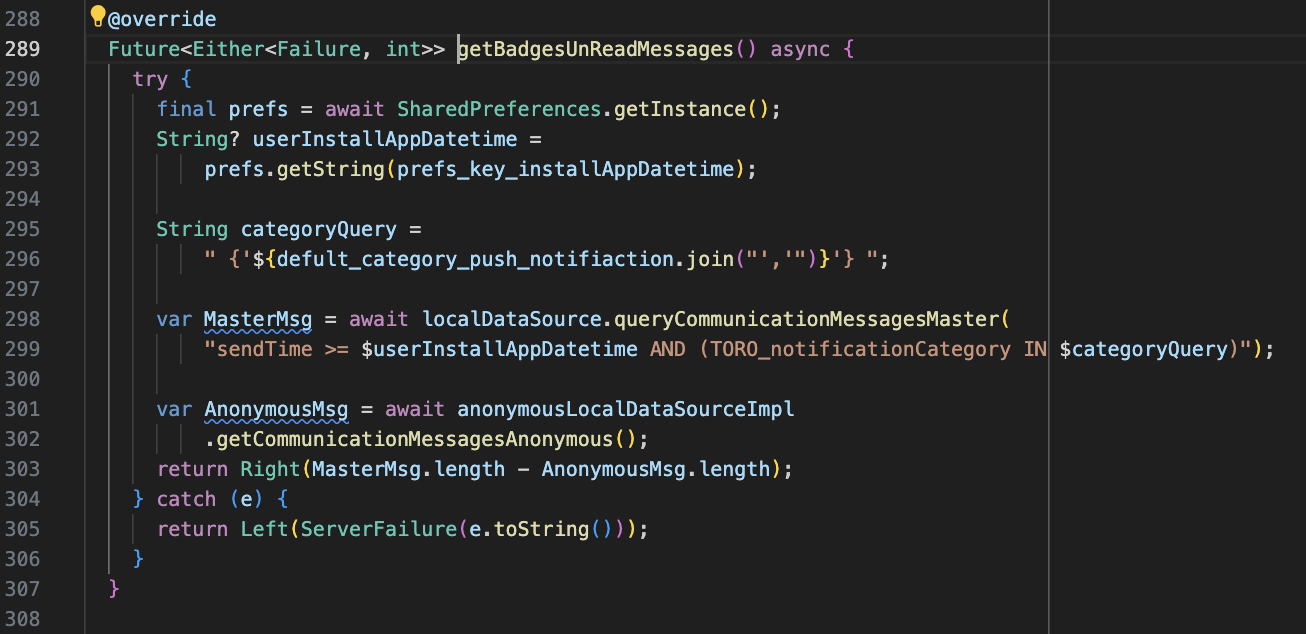 288 @override
289 Future<Either<Failure, int>> getBadgesUnReadMessages() async {
290 try {
291 final prefs = await SharedPreferences.getInstance();
292 String? userInstallAppDatetime =
293 prefs.getString(prefs_key_installAppDatetime);
294
295 String categoryQuery =
296 " {'${defult_category_push_notifiaction.join("','")}'} ";
297
298 var MasterMsg = await localDataSource.queryCommunicationMessagesMaster(
299 "sendTime >= $userInstallAppDatetime AND (TORO_notificationCategory IN $categoryQuery)");
300
301 var AnonymousMsg = await anonymousLocalDataSourceImpl
302 .getCommunicationMessagesAnonymous();
303 return Right(MasterMsg.length - AnonymousMsg.length);
304 } catch (e) {
305 return Left(ServerFailure(e.toString()));
306 }
307 }
308